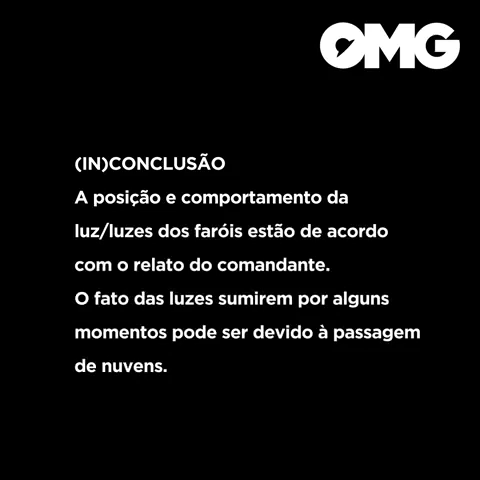 OMG
(IN)CONCLUSÃO
A posição e comportamento da
luz/luzes dos faróis estão de acordo
com o relato do comandante.
O fato das luzes sumirem por alguns
momentos pode ser devido à passagem
de nuvens.